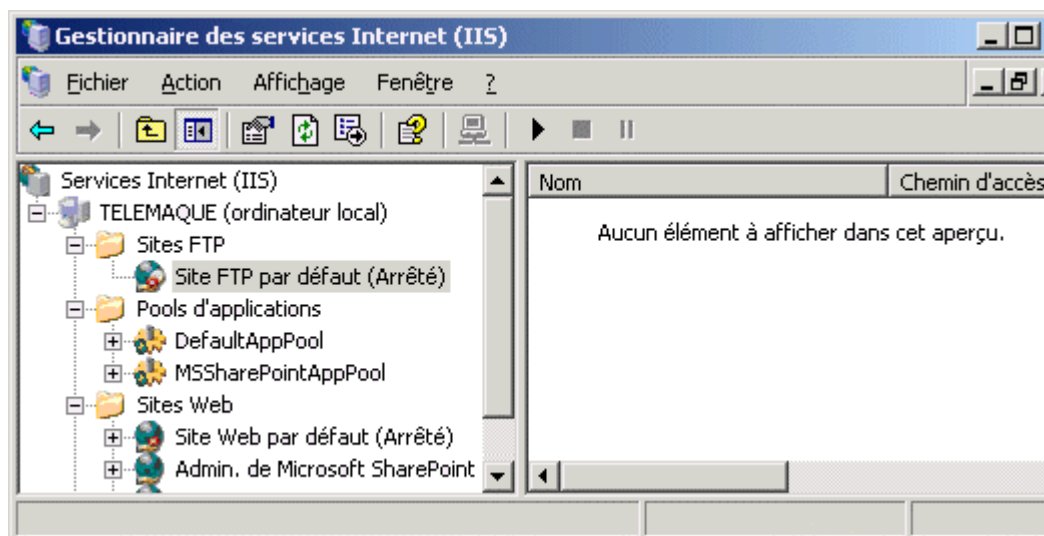 Gestionnaire des services Internet (IIS)
Fichier Action Affichage Fenêtre ?
Services Internet (IIS)
TELEMAQUE (ordinateur local)
Sites FTP
Site FTP par défaut (Arrêté)
Pools d'applications
DefaultAppPool
MSSharePointAppPool
Sites Web
Site Web par défaut (Arrêté)
Admin. de Microsoft SharePoint
Nom Chemin d'accès
Aucun élément à afficher dans cet aperçu.